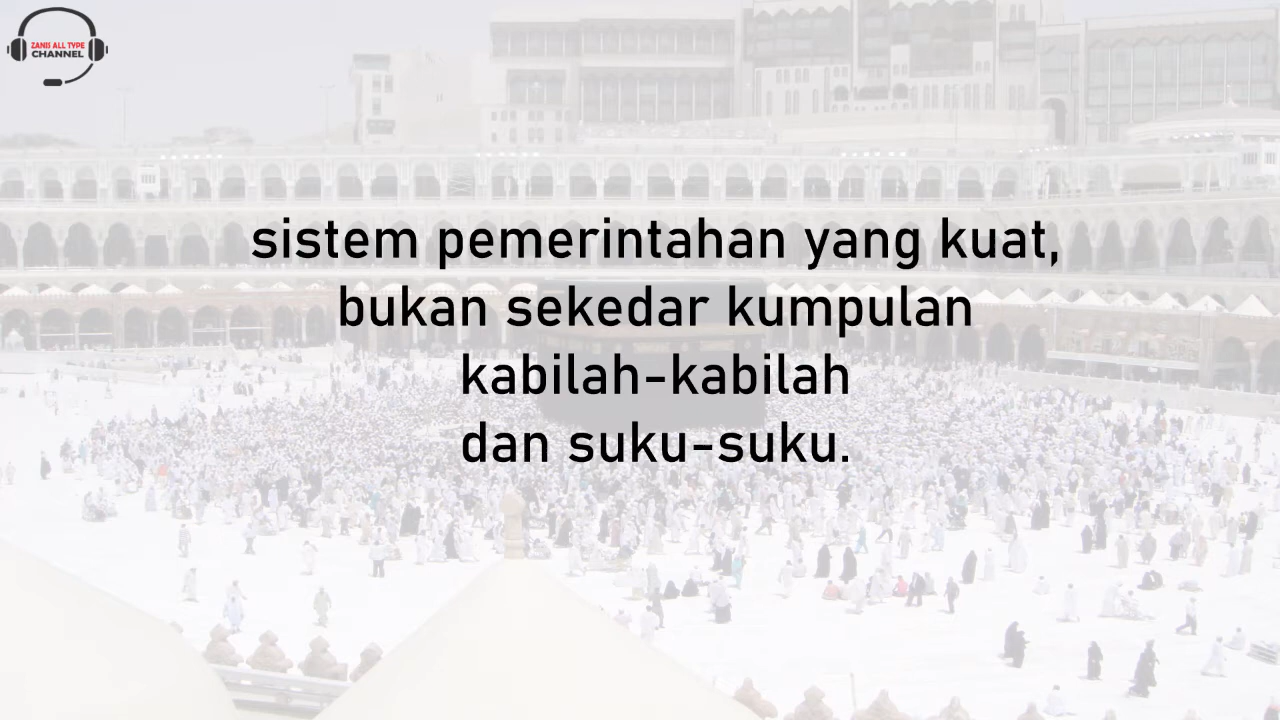 ZANIS ALL TYPE
CHANNEL
sistem pemerintahan yang kuat,
bukan sekedar kumpulan
kabilah-kabilah
dan suku-suku.